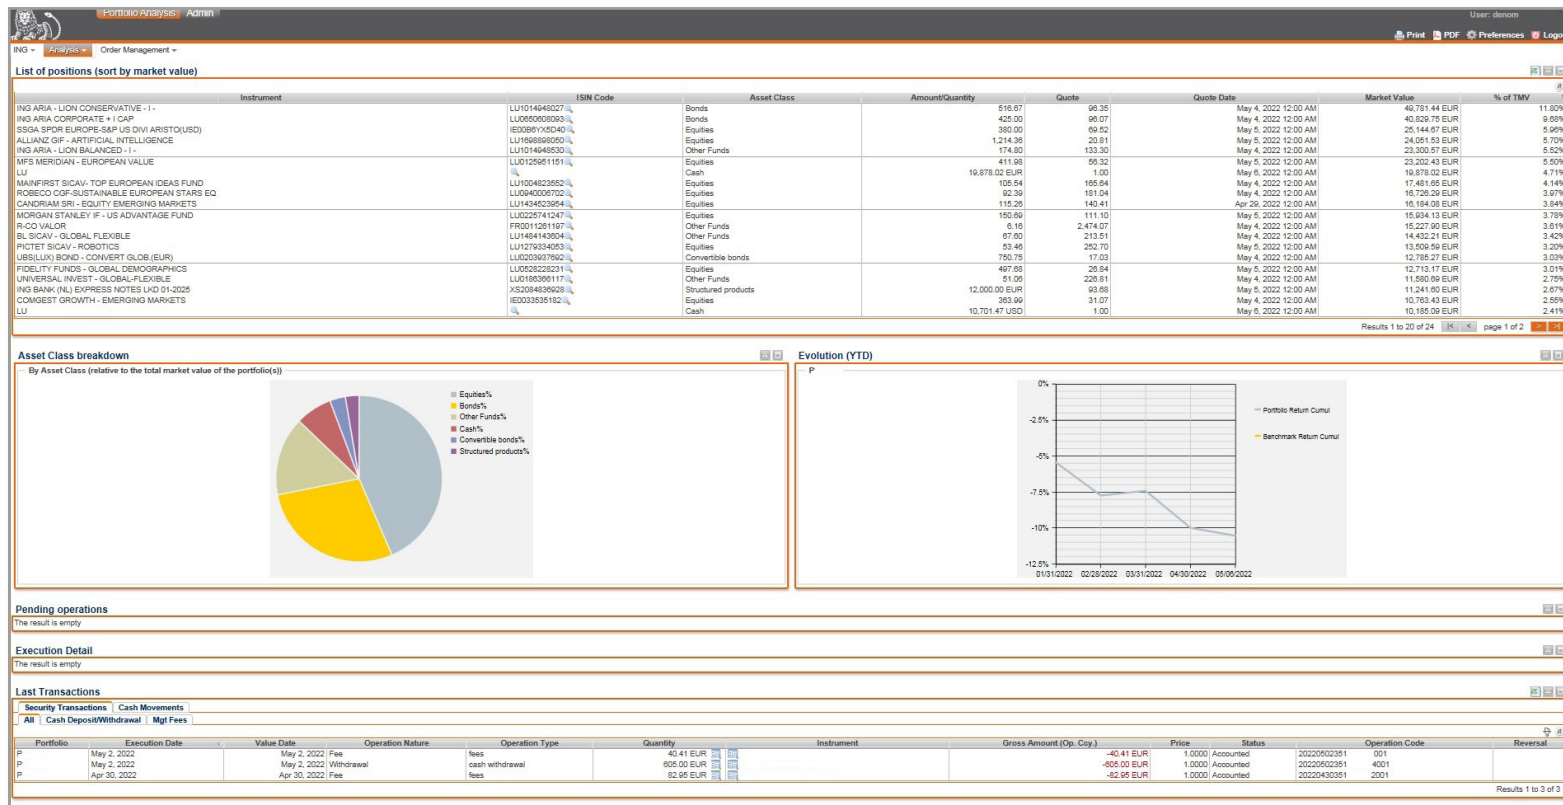 Portfolio Analysis Admin
User: denom
Print PDF Preferences Logo
ING Analysis Order Management
List of positions (sort by market value)
Instrument ISIN Code Asset Class Amount/Quantity Quote Quote Date Market Value % of TMV
ING ARIA - LION CONSERVATIVE - I - LU1014948027 Bonds 516.67 96.35 May 4, 2022 12:00 AM 49,781.44 EUR 11.80%
ING ARIA CORPORATE + I CAP LU0650608093 Bonds 425.00 96.07 May 4, 2022 12:00 AM 40,829.75 EUR 9.68%
SSGA SPDR EUROPE-S&P US DIVI ARISTO(USD) IE00B6YX5D40 Equities 380.00 69.52 May 5, 2022 12:00 AM 25,144.67 EUR 5.96%
ALLIANZ GIF - ARTIFICIAL INTELLIGENCE LU1698898050 Equities 1,214.36 20.81 May 5, 2022 12:00 AM 24,051.53 EUR 5.70%
ING ARIA - LION BALANCED - I - LU1014948530 Other Funds 174.80 133.30 May 4, 2022 12:00 AM 23,300.57 EUR 5.52%
MFS MERIDIAN - EUROPEAN VALUE LU0125951151 Equities 411.98 56.32 May 5, 2022 12:00 AM 23,202.43 EUR 5.50%
LU Cash 19,878.02 EUR 1.00 May 6, 2022 12:00 AM 19,878.02 EUR 4.71%
MAINFIRST SICAV- TOP EUROPEAN IDEAS FUND LU1004823552 Equities 105.54 165.64 May 4, 2022 12:00 AM 17,481.65 EUR 4.14%
ROBECO CGF-SUSTAINABLE EUROPEAN STARS EQ LU0940006702 Equities 92.39 181.04 May 4, 2022 12:00 AM 16,726.29 EUR 3.97%
CANDRIAM SRI - EQUITY EMERGING MARKETS LU1434523954 Equities 115.26 140.41 Apr 29, 2022 12:00 AM 16,184.08 EUR 3.84%
MORGAN STANLEY IF - US ADVANTAGE FUND LU0225741247 Equities 150.69 111.10 May 5, 2022 12:00 AM 15,934.13 EUR 3.78%
R-CO VALOR FR0011261197 Other Funds 6.16 2,474.07 May 4, 2022 12:00 AM 15,227.90 EUR 3.61%
BL SICAV - GLOBAL FLEXIBLE LU1484143604 Other Funds 67.60 213.51 May 4, 2022 12:00 AM 14,432.21 EUR 3.42%
PICTET SICAV - ROBOTICS LU1279334053 Equities 53.46 252.70 May 5, 2022 12:00 AM 13,509.59 EUR 3.20%
UBS(LUX) BOND - CONVERT GLOB.(EUR) LU0203937692 Convertible bonds 750.75 17.03 May 4, 2022 12:00 AM 12,785.27 EUR 3.03%
FIDELITY FUNDS - GLOBAL DEMOGRAPHICS LU0528228231 Equities 497.68 26.84 May 5, 2022 12:00 AM 12,713.17 EUR 3.01%
UNIVERSAL INVEST - GLOBAL-FLEXIBLE LU0186366117 Other Funds 51.06 226.81 May 4, 2022 12:00 AM 11,580.69 EUR 2.75%
ING BANK (NL) EXPRESS NOTES LKD 01-2025 XS2084836928 Structured products 12,000.00 EUR 93.68 May 5, 2022 12:00 AM 11,241.60 EUR 2.67%
COMGEST GROWTH - EMERGING MARKETS IE0033535182 Equities 363.99 31.07 May 4, 2022 12:00 AM 10,763.43 EUR 2.55%
LU Cash 10,701.47 USD 1.00 May 6, 2022 12:00 AM 10,185.09 EUR 2.41%
Results 1 to 20 of 24 |< < page 1 of 2 > >|
Asset Class breakdown
By Asset Class (relative to the total market value of the portfolio(s))
Equities%
Bonds%
Other Funds%
Cash%
Convertible bonds%
Structured products%
Evolution (YTD)
P
0%
-2.5%
-5%
-7.5%
-10%
-12.5%
01/31/2022 02/28/2022 03/31/2022 04/30/2022 05/06/2022
Portfolio Return Cumul
Benchmark Return Cumul
Pending operations
The result is empty
Execution Detail
The result is empty
Last Transactions
Security Transactions Cash Movements
All Cash Deposit/Withdrawal Mgt Fees
Portfolio Execution Date Value Date Operation Nature Operation Type Quantity Instrument Gross Amount (Op. Ccy.) Price Status Operation Code Reversal
P May 2, 2022 May 2, 2022 Fee fees 40.41 EUR -40.41 EUR 1.0000 Accounted 20220502351 001
P May 2, 2022 May 2, 2022 Withdrawal cash withdrawal 605.00 EUR -605.00 EUR 1.0000 Accounted 20220502351 4001
P Apr 30, 2022 Apr 30, 2022 Fee fees 82.95 EUR -82.95 EUR 1.0000 Accounted 20220430351 2001
Results 1 to 3 of 3